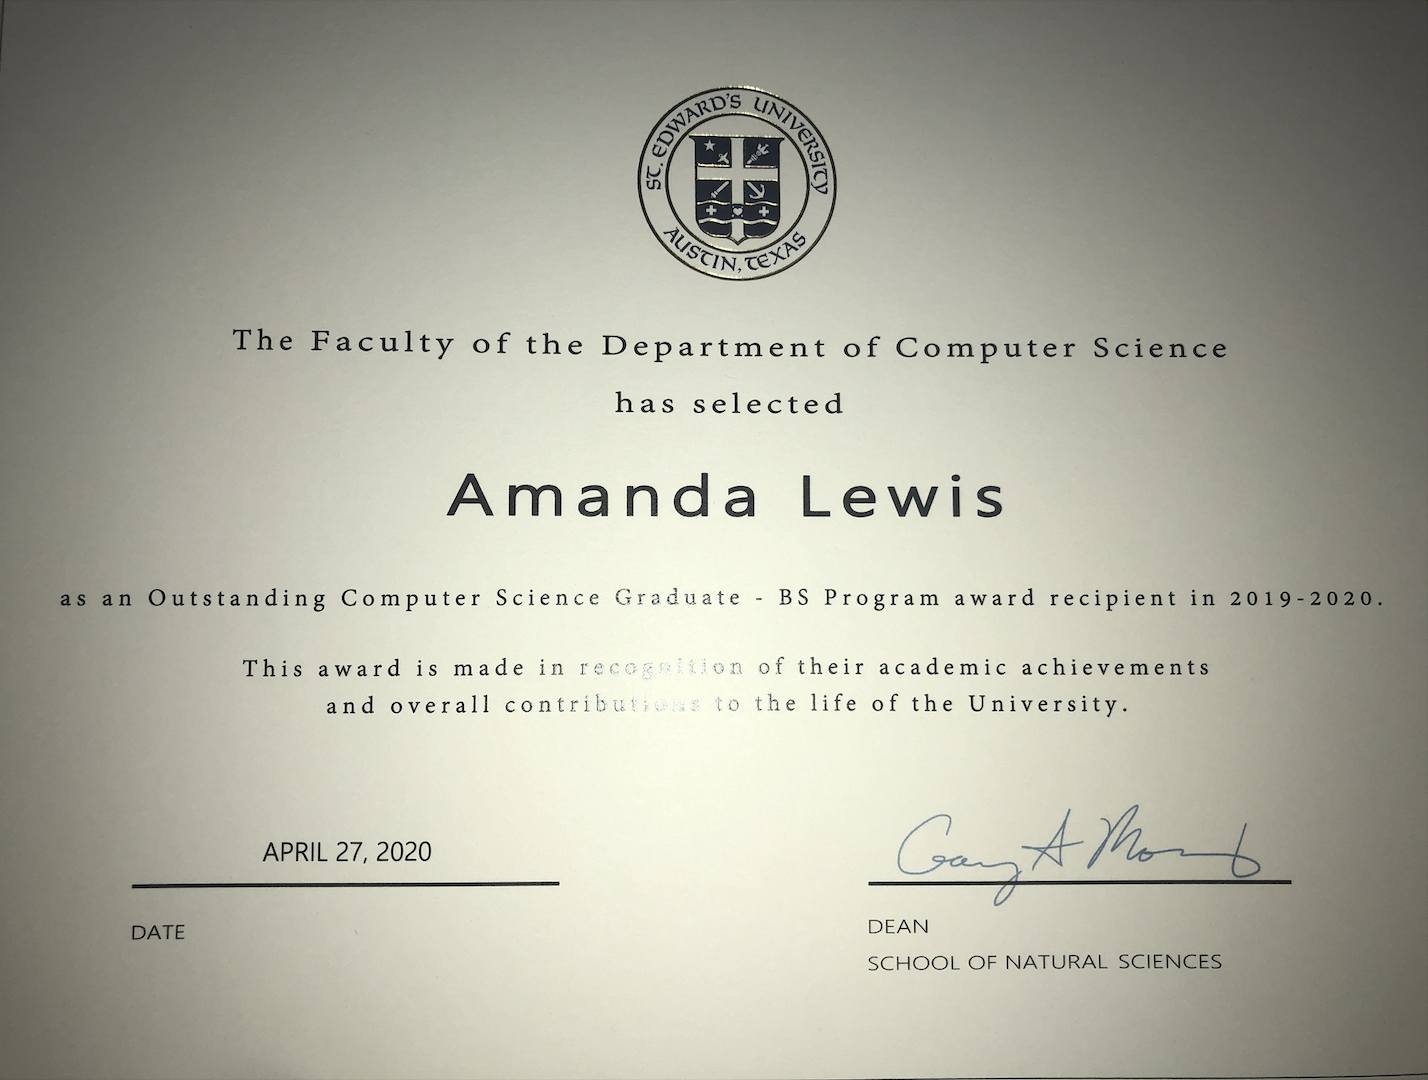 ST. EDWARD'S UNIVERSITY
AUSTIN, TEXAS
The Faculty of the Department of Computer Science
has selected
Amanda Lewis
as an Outstanding Computer Science Graduate - BS Program award recipient in 2019-2020.
This award is made in recognition of their academic achievements
and overall contributions to the life of the University.
APRIL 27, 2020
DATE
Gary A Mo
DEAN
SCHOOL OF NATURAL SCIENCES